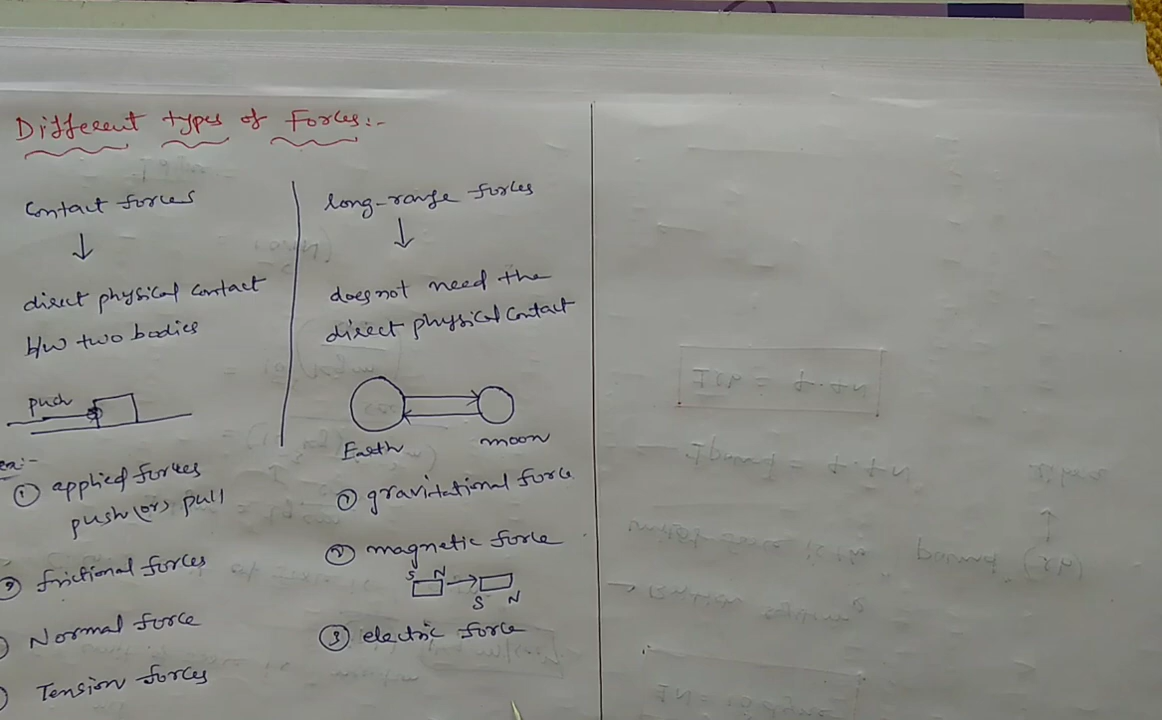 Different types of Forces:-
Contact forces
↓
direct physical contact
b/w two bodies
push
ex:-
① applied forces
push (or) pull
② frictional forces
Normal force
Tension forces
long-range forces
↓
does not need the
direct physical contact
Earth moon
① gravitational force
② magnetic force
S N → S N
③ electric force